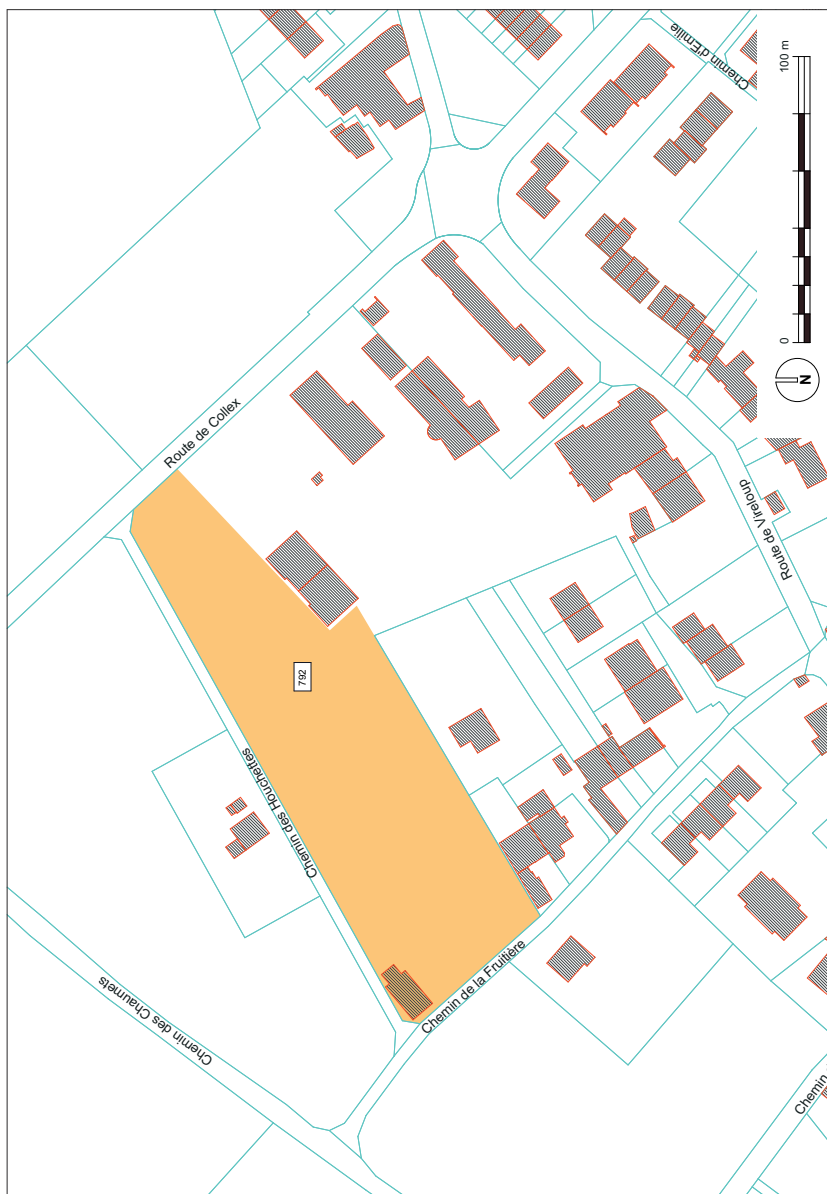 Chemin d'Emilie
100 m
0
N
Route de Collex
Route de Vireloup
792
Chemin des Houchettes
Chemin de la Fruitière
Chemin des Chaumets
Chemin